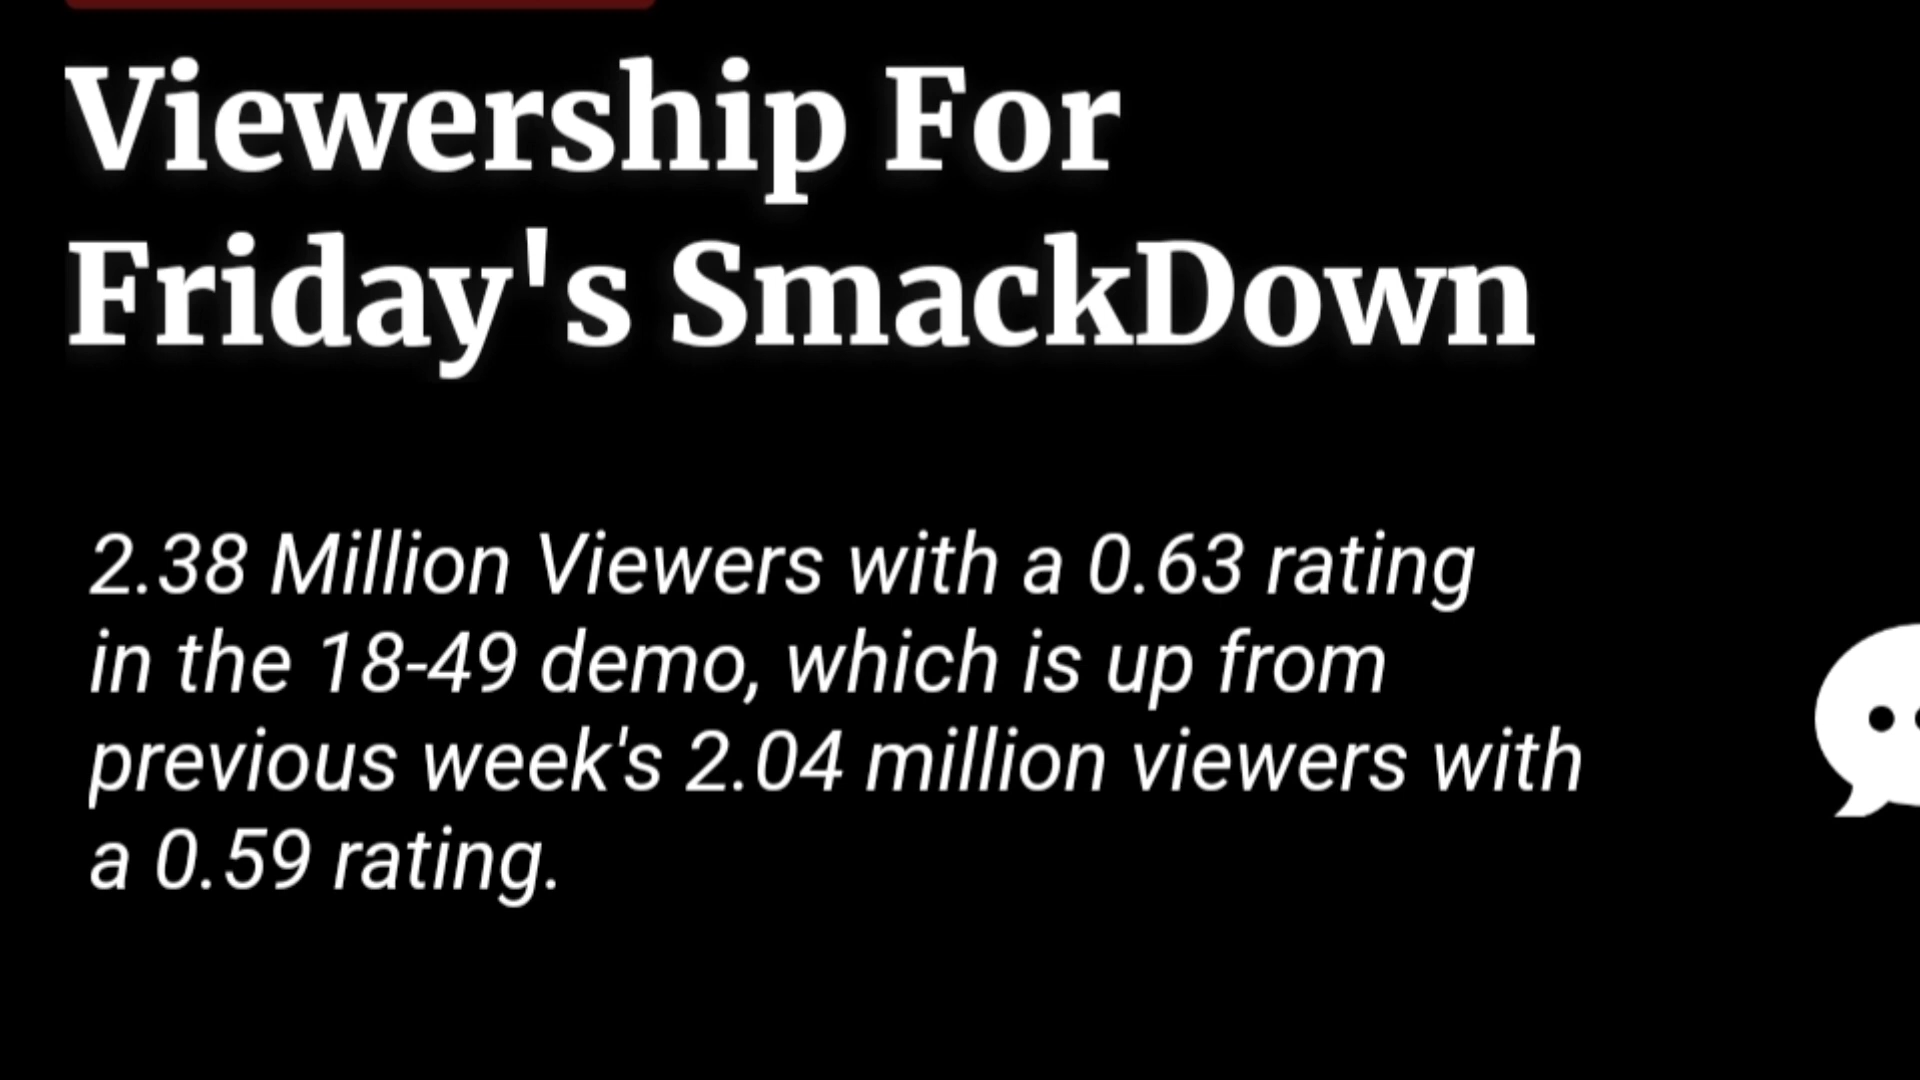 Viewership For
Friday's SmackDown
2.38 Million Viewers with a 0.63 rating
in the 18-49 demo, which is up from
previous week's 2.04 million viewers with
a 0.59 rating.